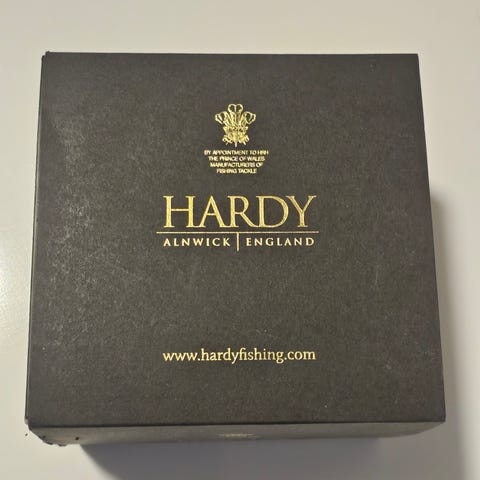 BY APPOINTMENT TO HRH
THE PRINCE OF WALES
MANUFACTURERS OF
FISHING TACKLE
HARDY
ALNWICK | ENGLAND
www.hardyfishing.com